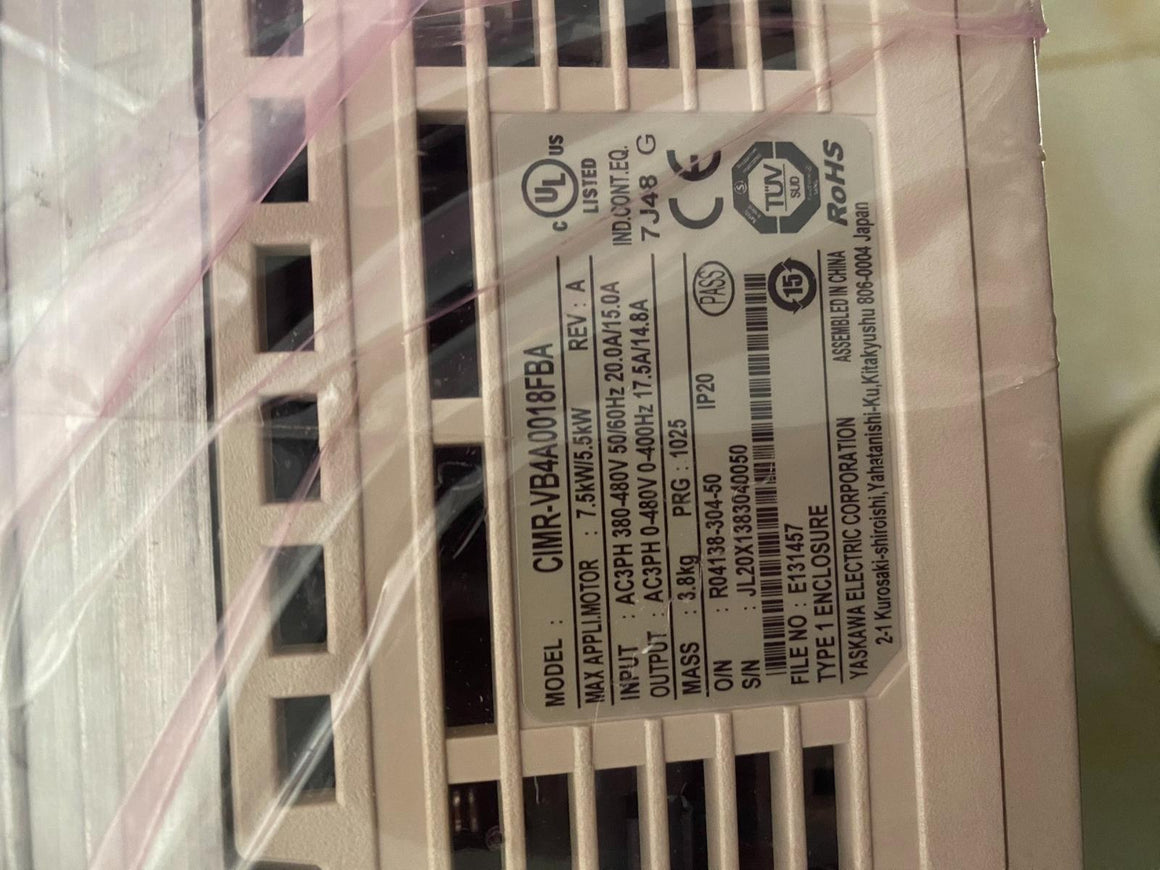 MODEL : CIMR-VB4A0018FBA
MAX APPLI.MOTOR : 7.5kW/5.5kW REV : A
INPUT : AC3PH 380-480V 50/60Hz 20.0A/15.0A
OUTPUT : AC3PH 0-480V 0-400Hz 17.5A/14.8A
MASS : 3.8kg PRG : 1025
O/N : R04138-304-50 IP20 PASS
S/N : JL20X1383040050
FILE NO : E131457
TYPE 1 ENCLOSURE
YASKAWA ELECTRIC CORPORATION ASSEMBLED IN CHINA
2-1 Kurosaki-shiroishi,Yahatanishi-Ku,Kitakyushu 806-0004 Japan
C UL US
LISTED
IND.CONT.EQ.
7J48 G
CE
TÜV
SÜD
RoHS
15